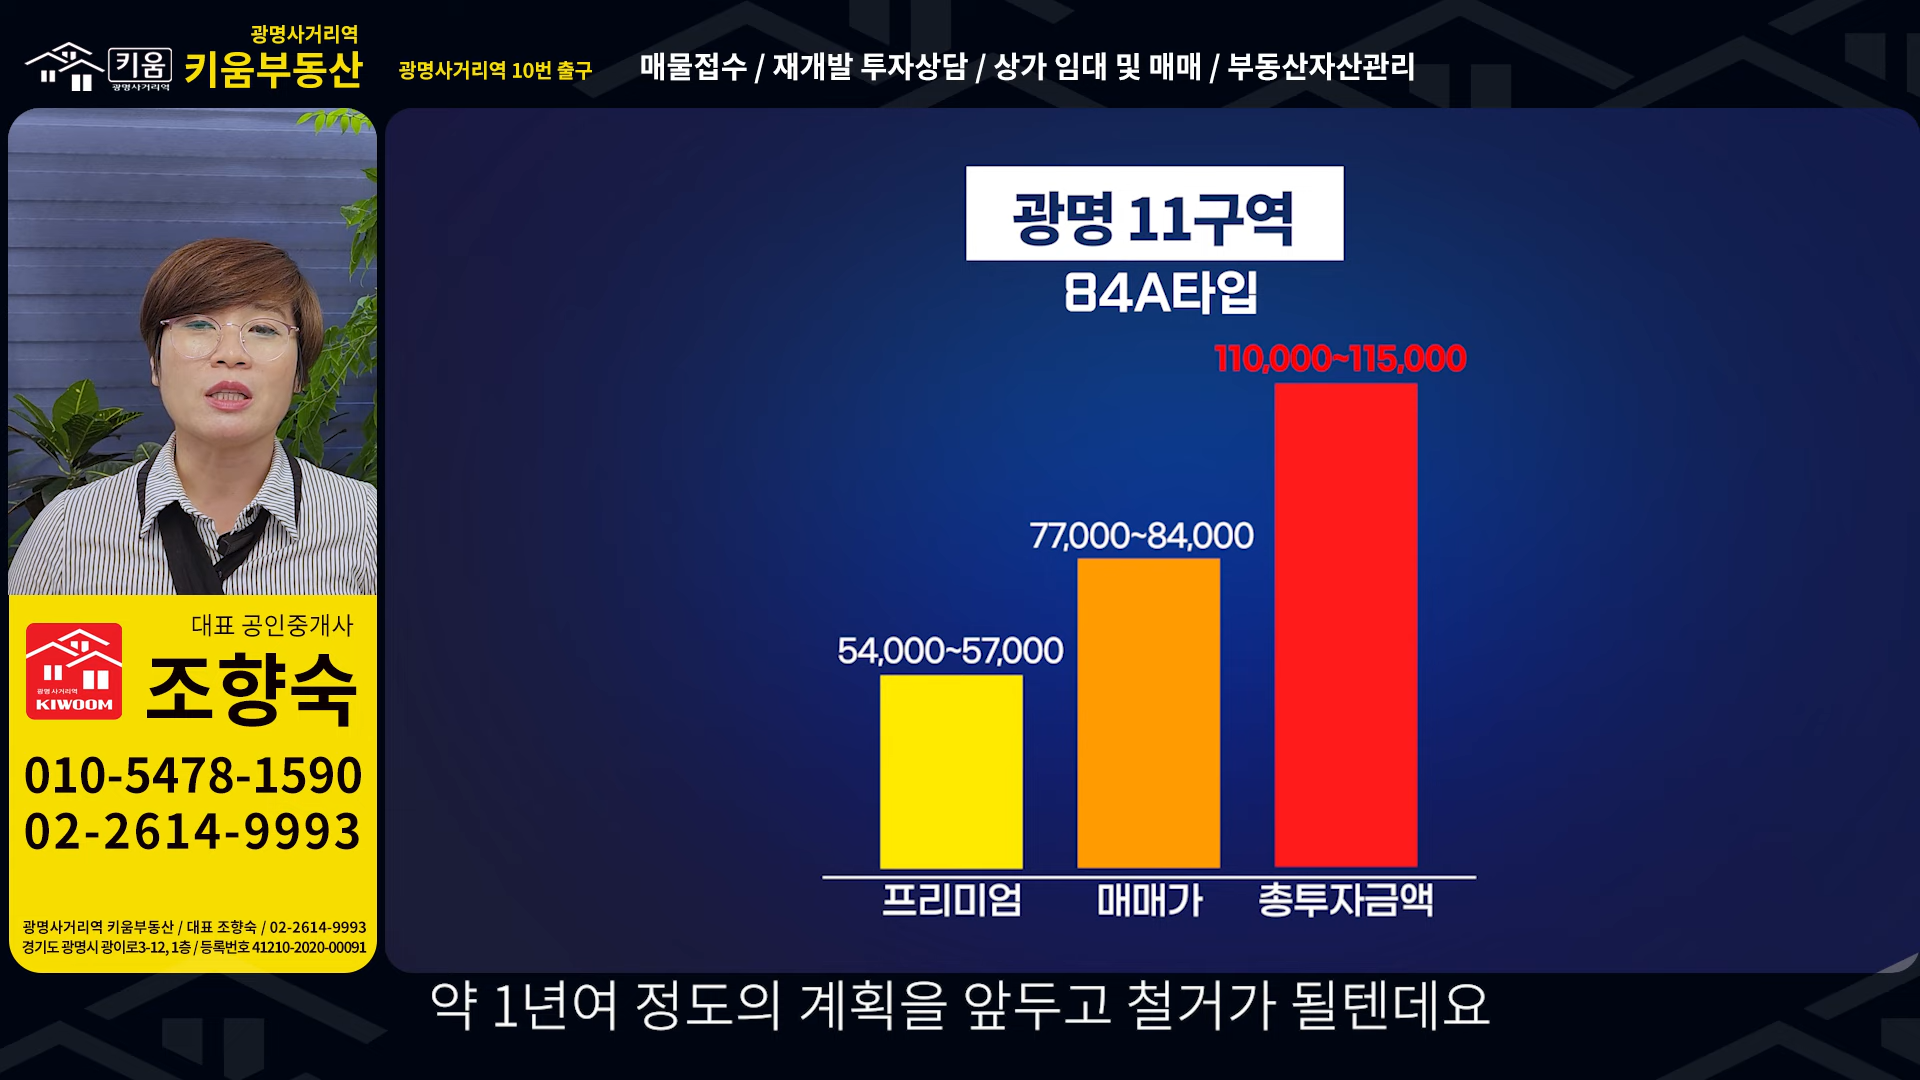 광명사거리역
키움부동산
키움
광명사거리역
광명사거리역 10번 출구
매물접수 / 재개발 투자상담 / 상가 임대 및 매매 / 부동산자산관리
광명 11구역
84A타입
110,000~115,000
77,000~84,000
54,000~57,000
프리미엄
매매가
총투자금액
대표 공인중개사
조향숙
광명사거리역
KIWOOM
010-5478-1590
02-2614-9993
광명사거리역 키움부동산 / 대표 조향숙 / 02-2614-9993
경기도 광명시 광이로3-12, 1층 / 등록번호 41210-2020-00091
약 1년여 정도의 계획을 앞두고 철거가 될텐데요